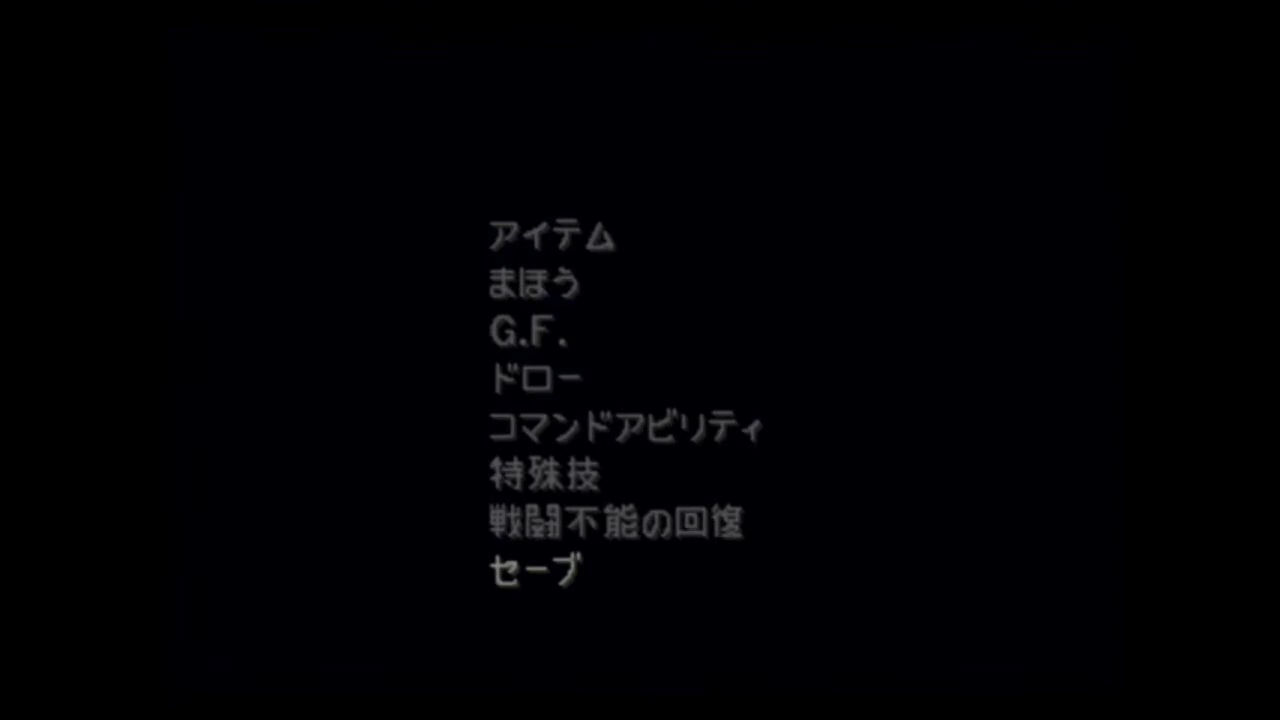 アイテム
まほう
G.F.
ドロー
コマンドアビリティ
特殊技
戦闘不能の回復
セーブ